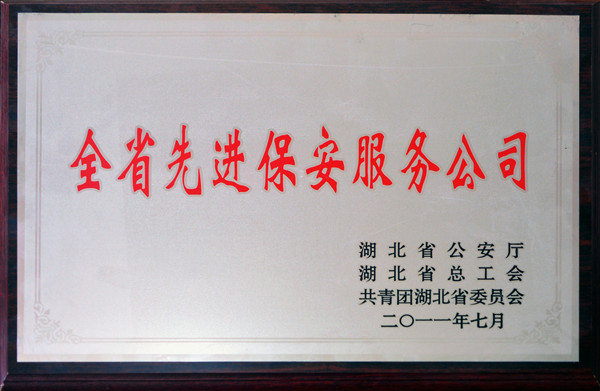 全省先进保安服务公司
湖北省公安厅
湖北省总工会
共青团湖北省委员会
二〇一一年七月